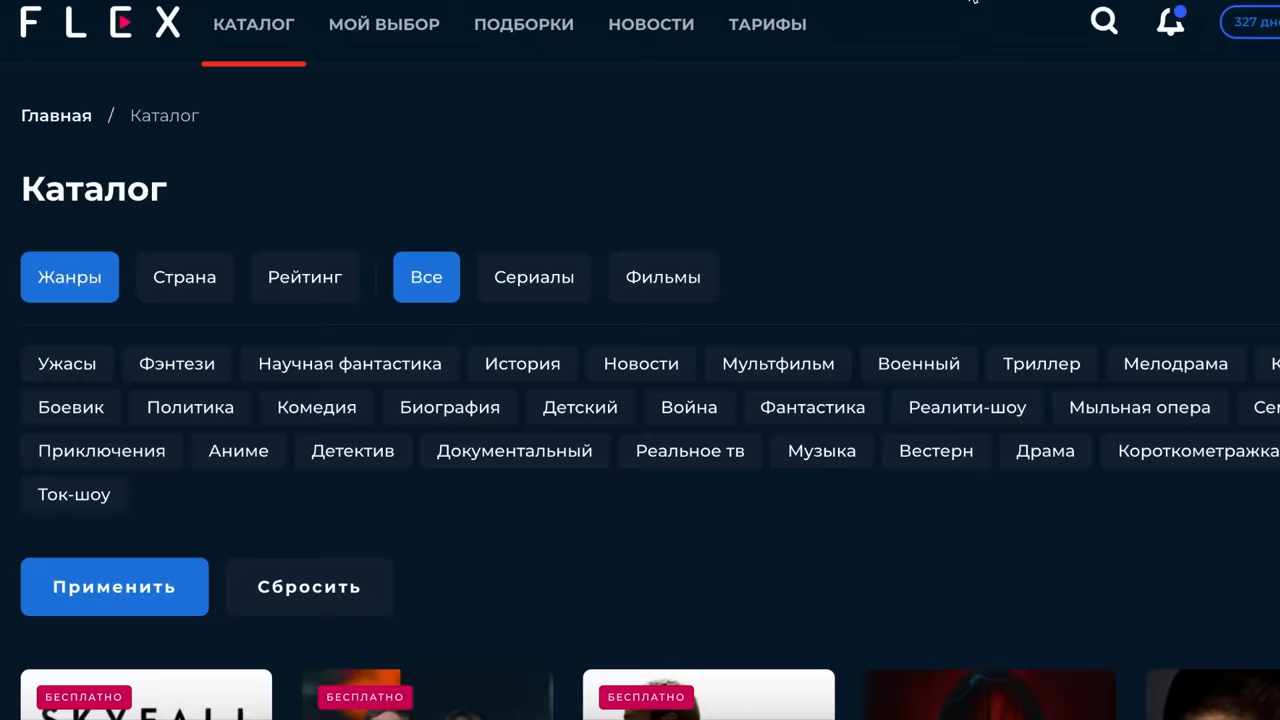 FLEX КАТАЛОГ МОЙ ВЫБОР ПОДБОРКИ НОВОСТИ ТАРИФЫ 327
Главная / Каталог
Каталог
Жанры Страна Рейтинг Все Сериалы Фильмы
Ужасы Фэнтези Научная фантастика История Новости Мультфильм Военный Триллер Мелодрама
Боевик Политика Комедия Биография Детский Война Фантастика Реалити-шоу Мыльная опера
Приключения Аниме Детектив Документальный Реальное тв Музыка Вестерн Драма Короткометражка
Ток-шоу
Применить Сбросить
БЕСПЛАТНО БЕСПЛАТНО БЕСПЛАТНО
SKYFALL